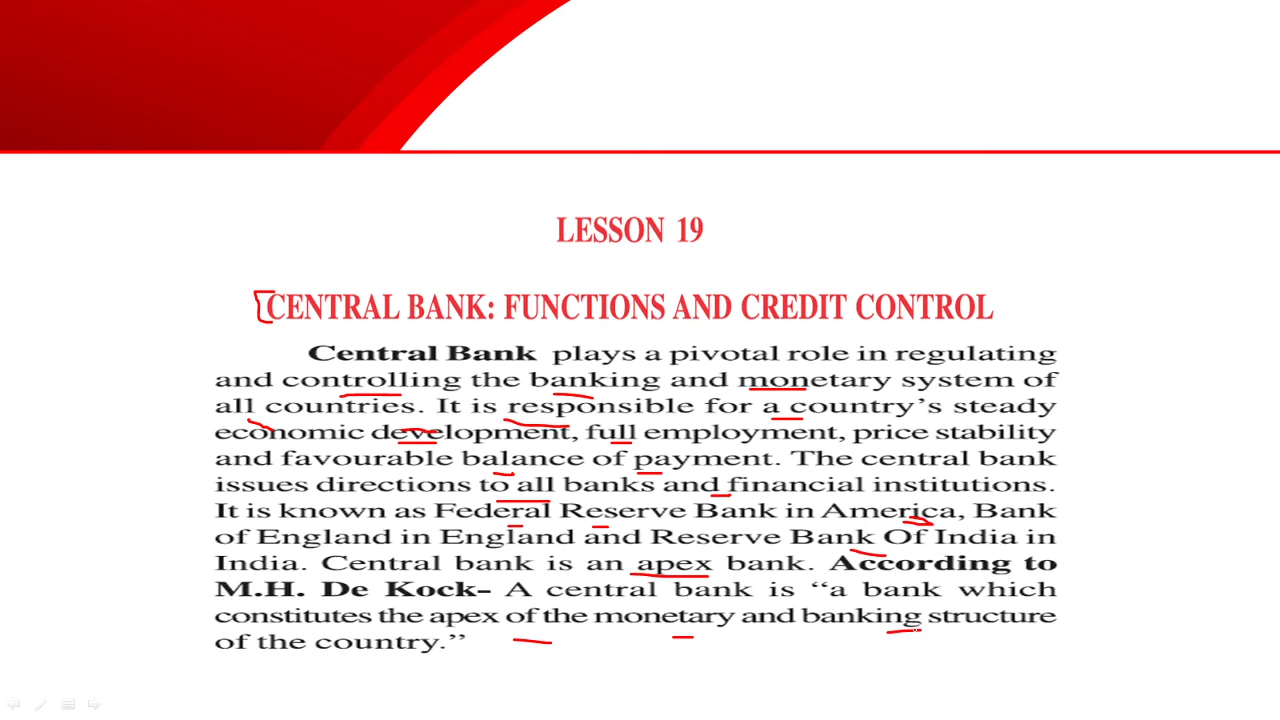 LESSON 19
CENTRAL BANK: FUNCTIONS AND CREDIT CONTROL
Central Bank plays a pivotal role in regulating
and controlling the banking and monetary system of
all countries. It is responsible for a country’s steady
economic development, full employment, price stability
and favourable balance of payment. The central bank
issues directions to all banks and financial institutions.
It is known as Federal Reserve Bank in America, Bank
of England in England and Reserve Bank Of India in
India. Central bank is an apex bank. According to
M.H. De Kock- A central bank is “a bank which
constitutes the apex of the monetary and banking structure
of the country.”